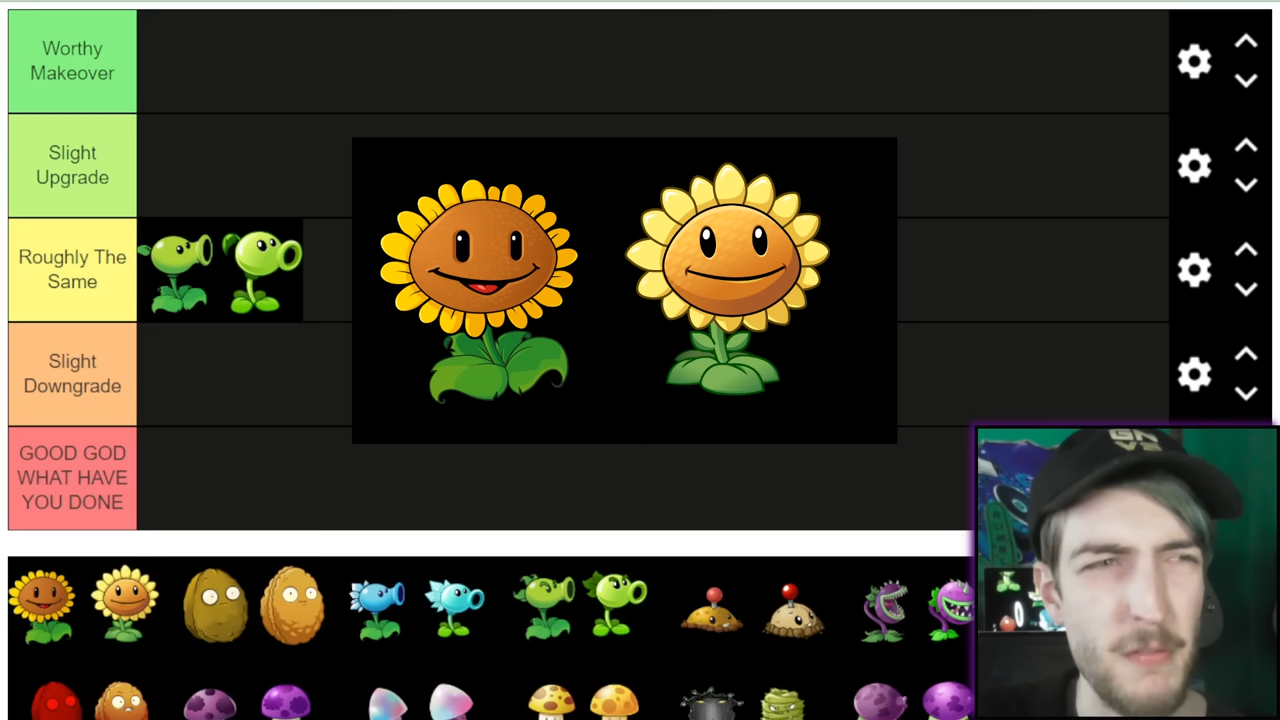 Worthy
Makeover
Slight
Upgrade
Roughly The
Same
Slight
Downgrade
GOOD GOD
WHAT HAVE
YOU DONE